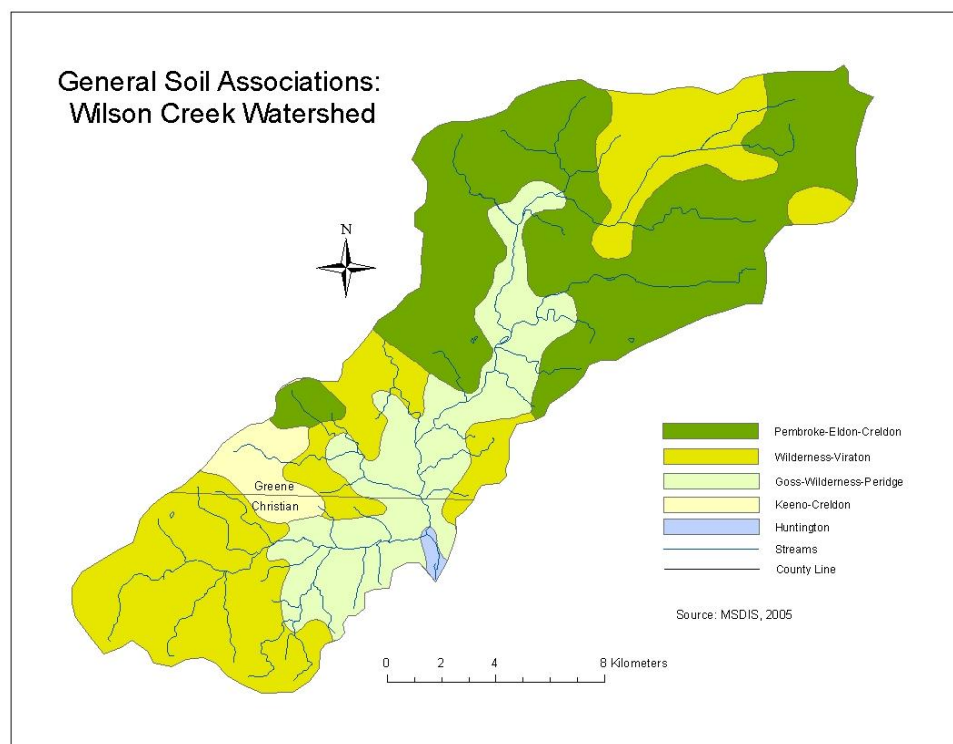 General Soil Associations:
Wilson Creek Watershed
N
Greene
Christian
Pembroke-Eldon-Creldon
Wilderness-Viraton
Goss-Wilderness-Peridge
Keeno-Creldon
Huntington
Streams
County Line
Source: MSDIS, 2005
0 2 4 8 Kilometers